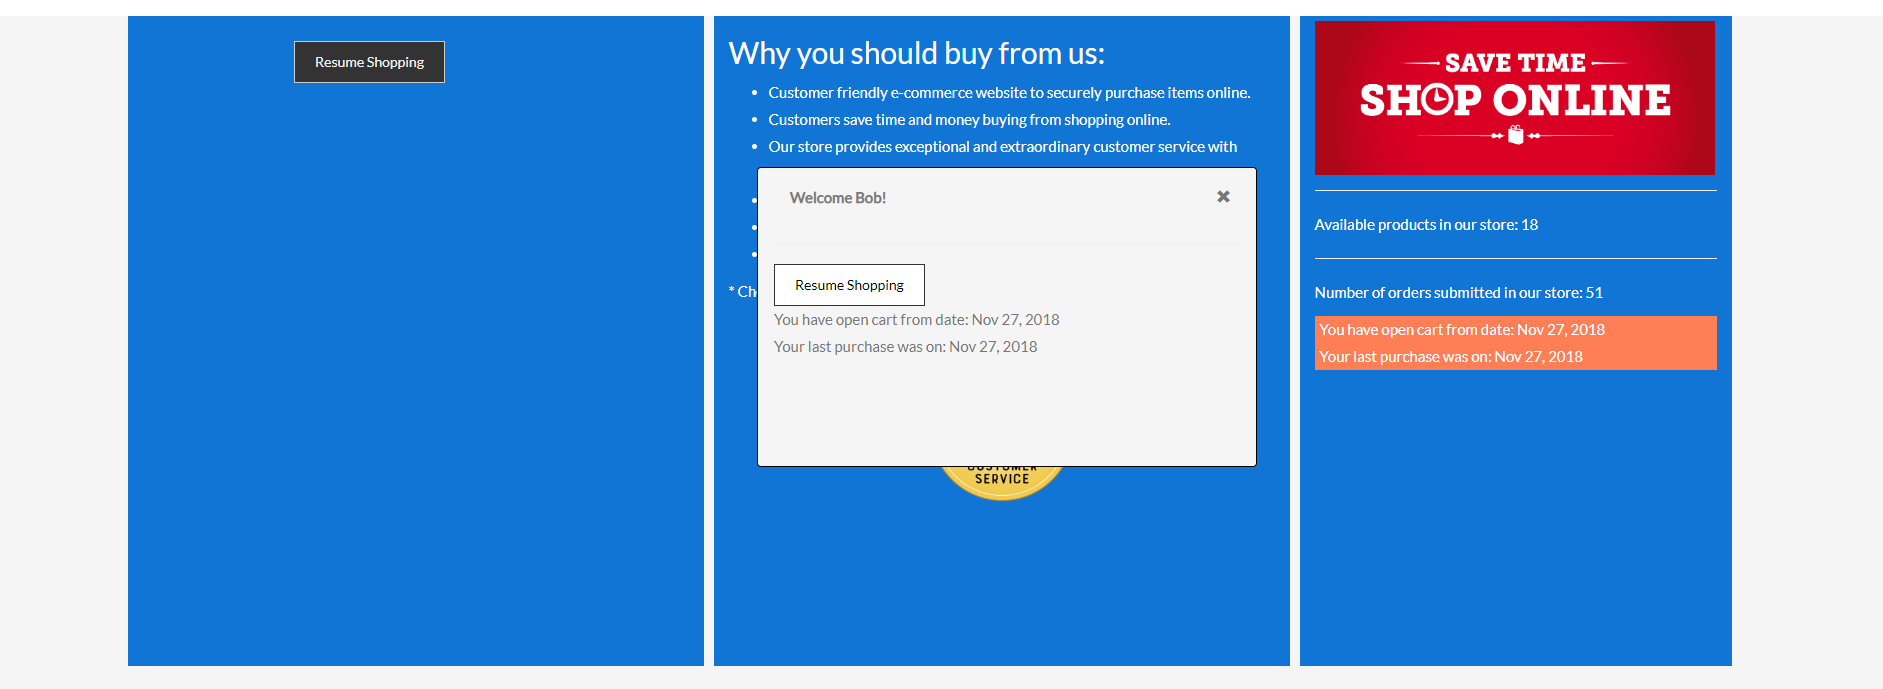 Resume Shopping
Why you should buy from us:
Customer friendly e-commerce website to securely purchase items online.
Customers save time and money buying from shopping online.
Our store provides exceptional and extraordinary customer service with
* Ch
Welcome Bob!
Resume Shopping
You have open cart from date: Nov 27, 2018
Your last purchase was on: Nov 27, 2018
CUSTOMER
SERVICE
SAVE TIME
SHOP ONLINE
Available products in our store: 18
Number of orders submitted in our store: 51
You have open cart from date: Nov 27, 2018
Your last purchase was on: Nov 27, 2018